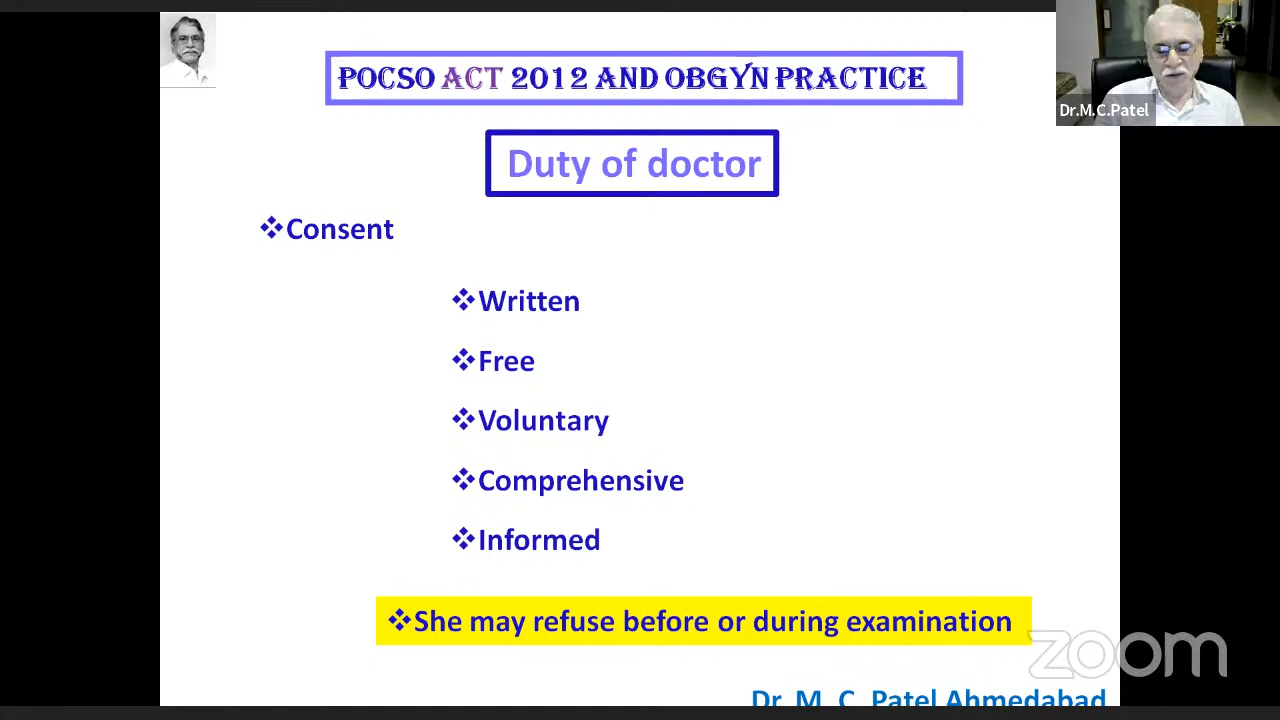 POCSO ACT 2012 AND OBGYN PRACTICE
Dr.M.C.Patel
Duty of doctor
❖Consent
❖Written
❖Free
❖Voluntary
❖Comprehensive
❖Informed
❖She may refuse before or during examination
zoom
Dr. M. C. Patel Ahmedabad